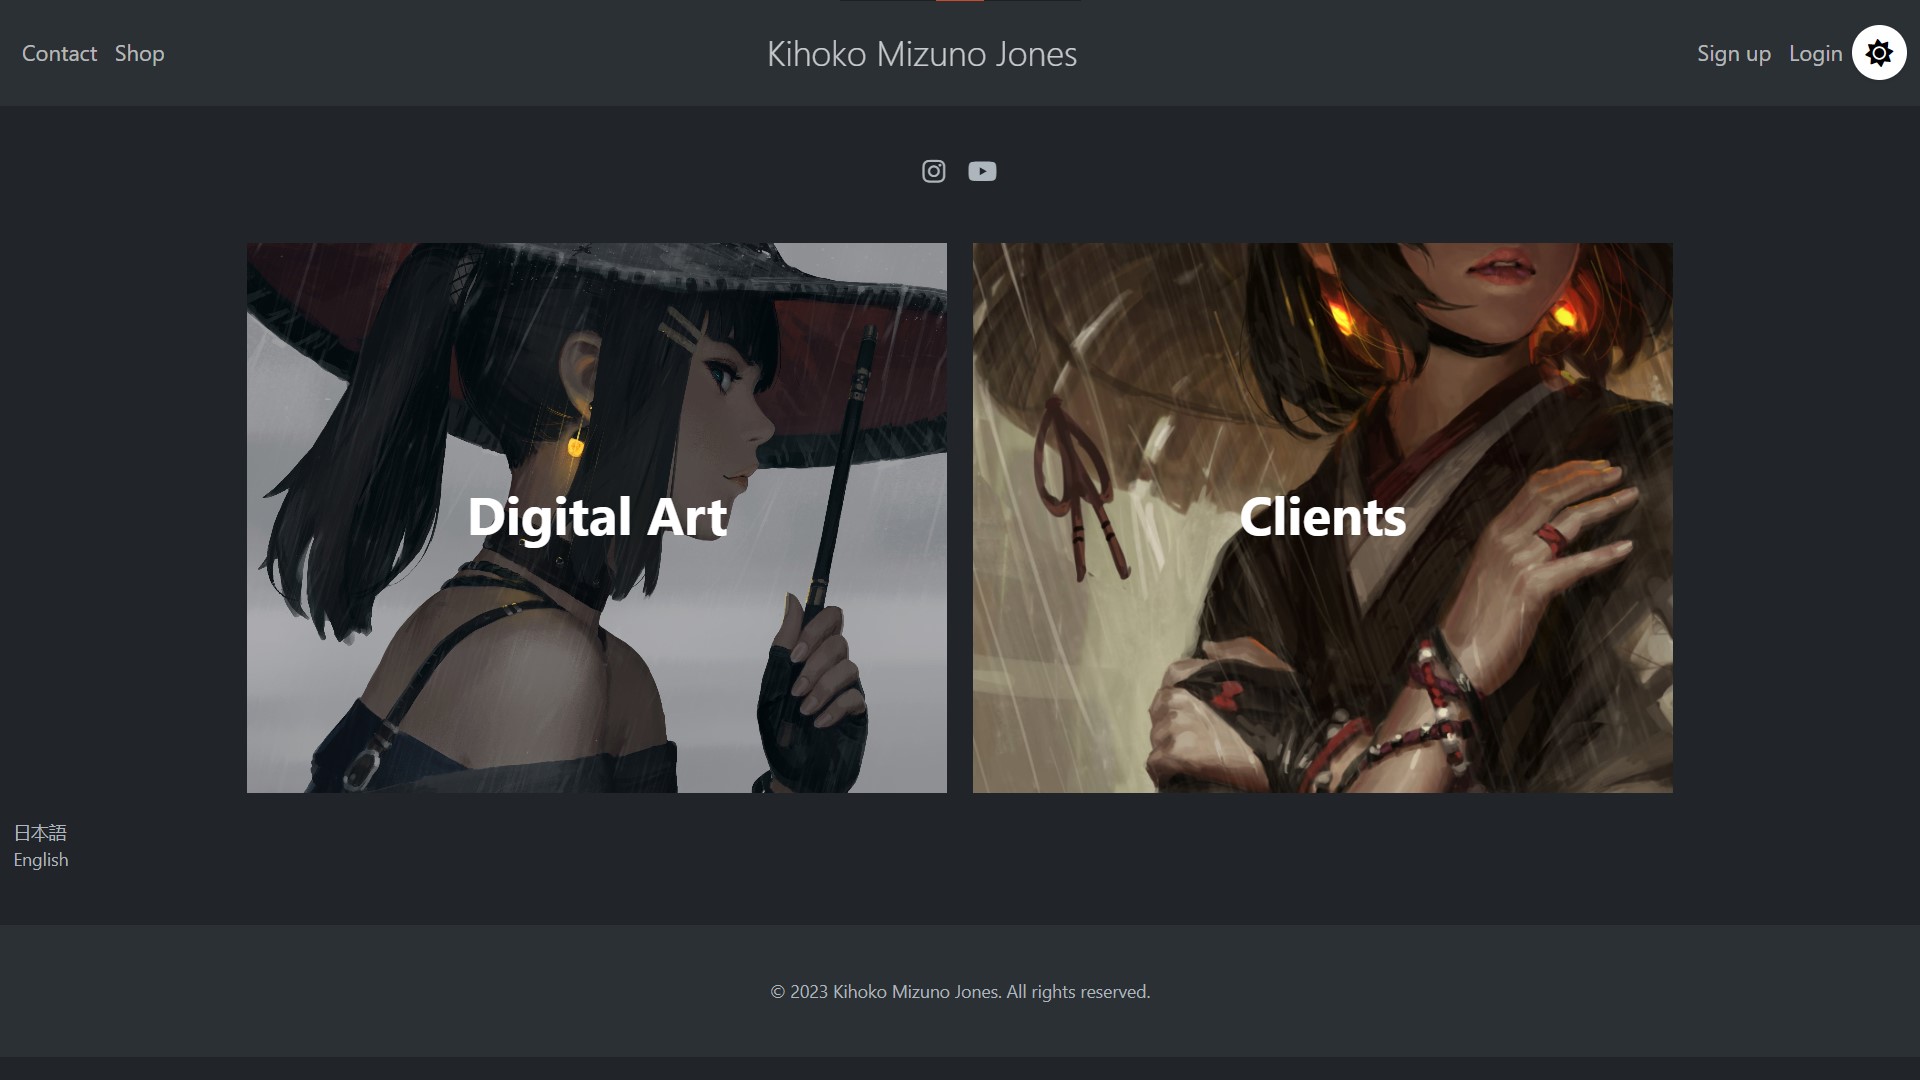 Contact Shop
Kihoko Mizuno Jones
Sign up Login
Digital Art
Clients
日本語
English
© 2023 Kihoko Mizuno Jones. All rights reserved.